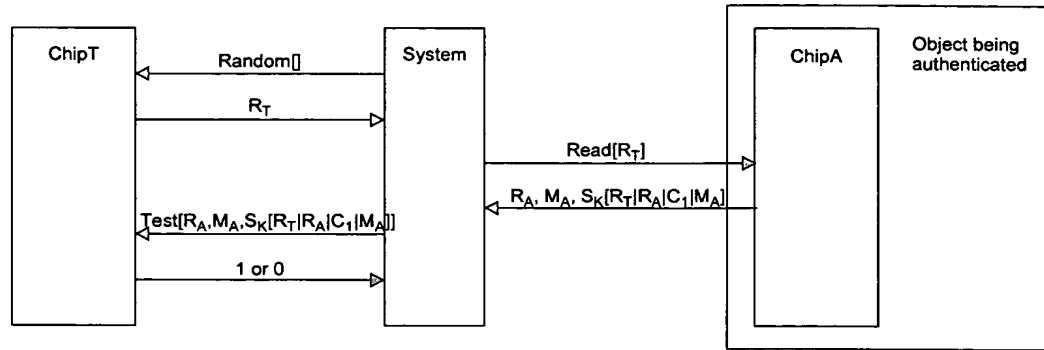 ChipT
System
ChipA
Object being
authenticated
Random[]
R_T
Read[R_T]
R_A, M_A, S_K[R_T|R_A|C_1|M_A]
Test[R_A,M_A,S_K[R_T|R_A|C_1|M_A]]
1 or 0